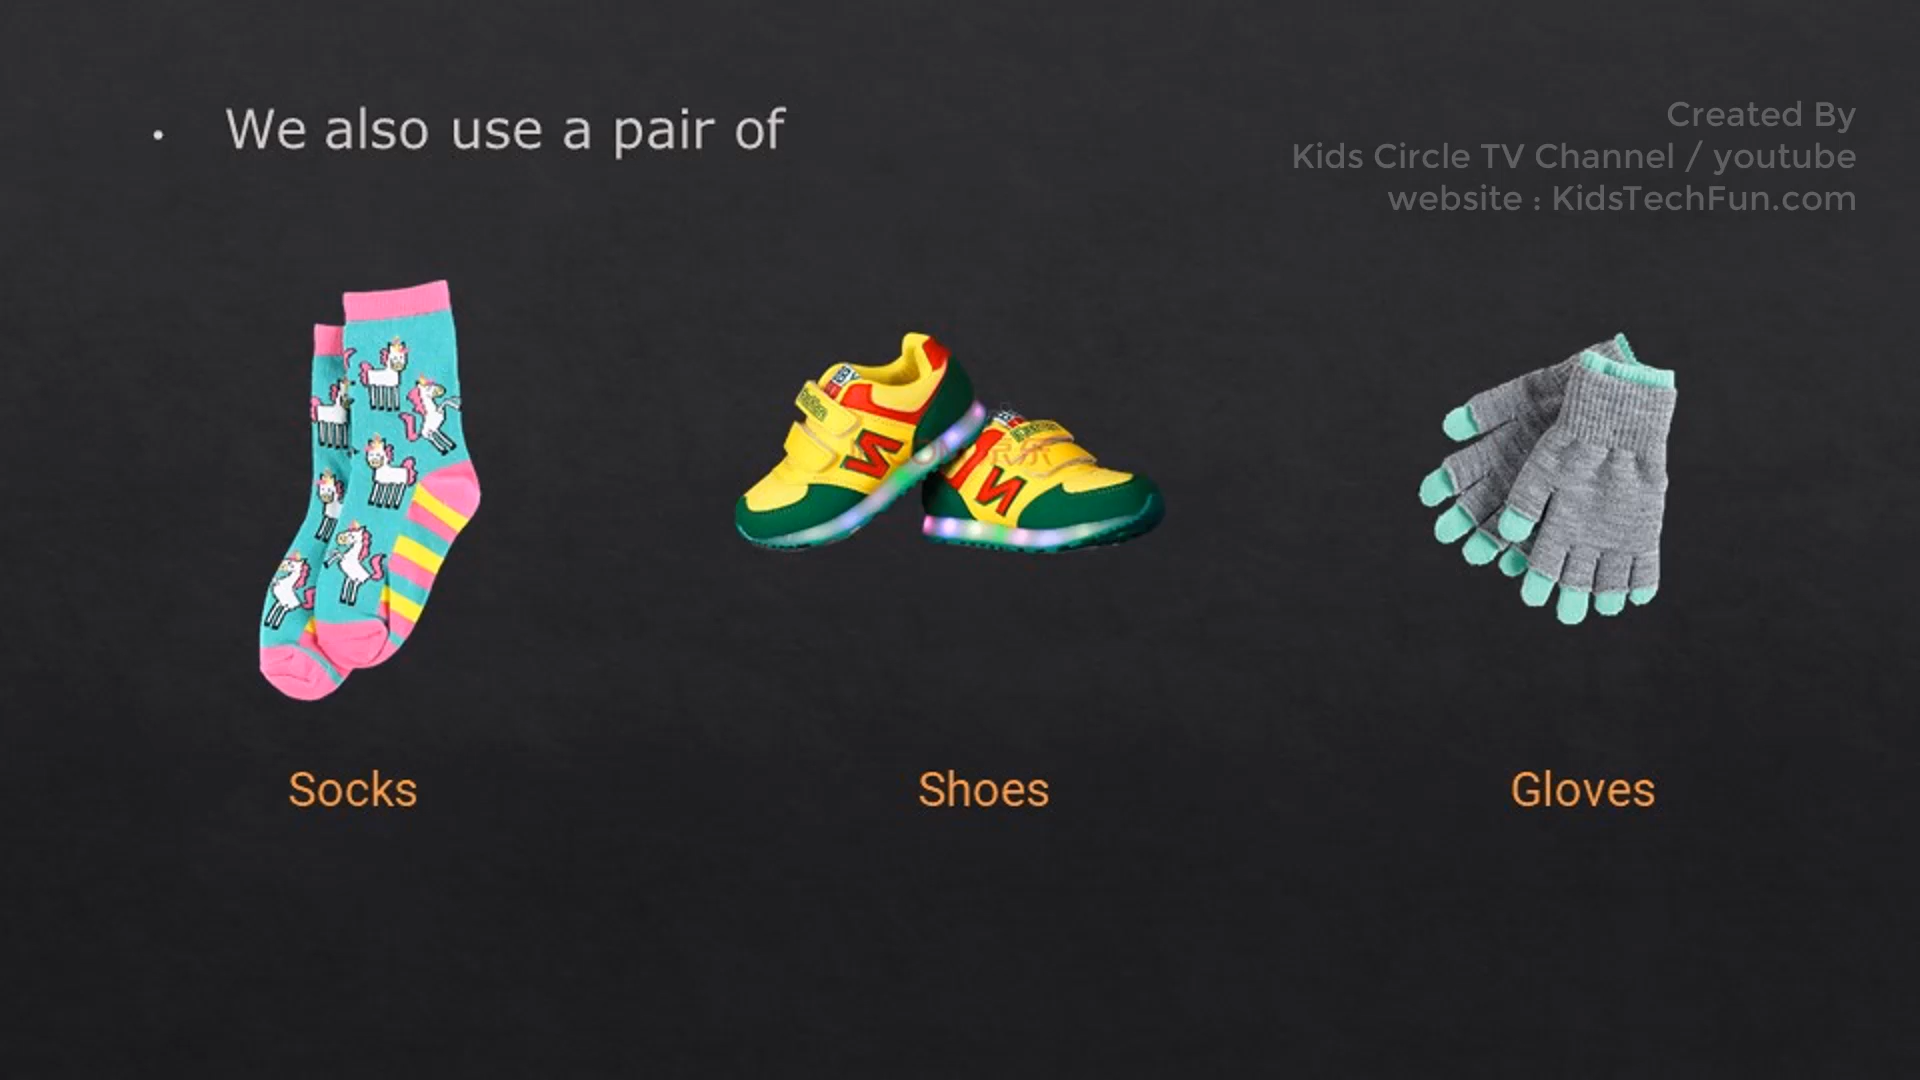 • We also use a pair of
Created By
Kids Circle TV Channel / youtube
website : KidsTechFun.com
N
N
Socks
Shoes
Gloves